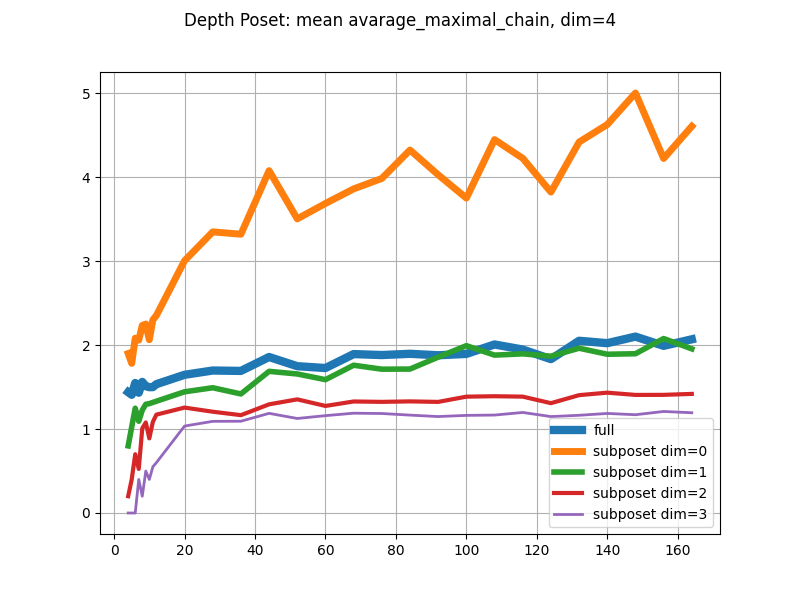 Depth Poset: mean avarage_maximal_chain, dim=4
5
4
3
2
1
0
0 20 40 60 80 100 120 140 160
full
subposet dim=0
subposet dim=1
subposet dim=2
subposet dim=3